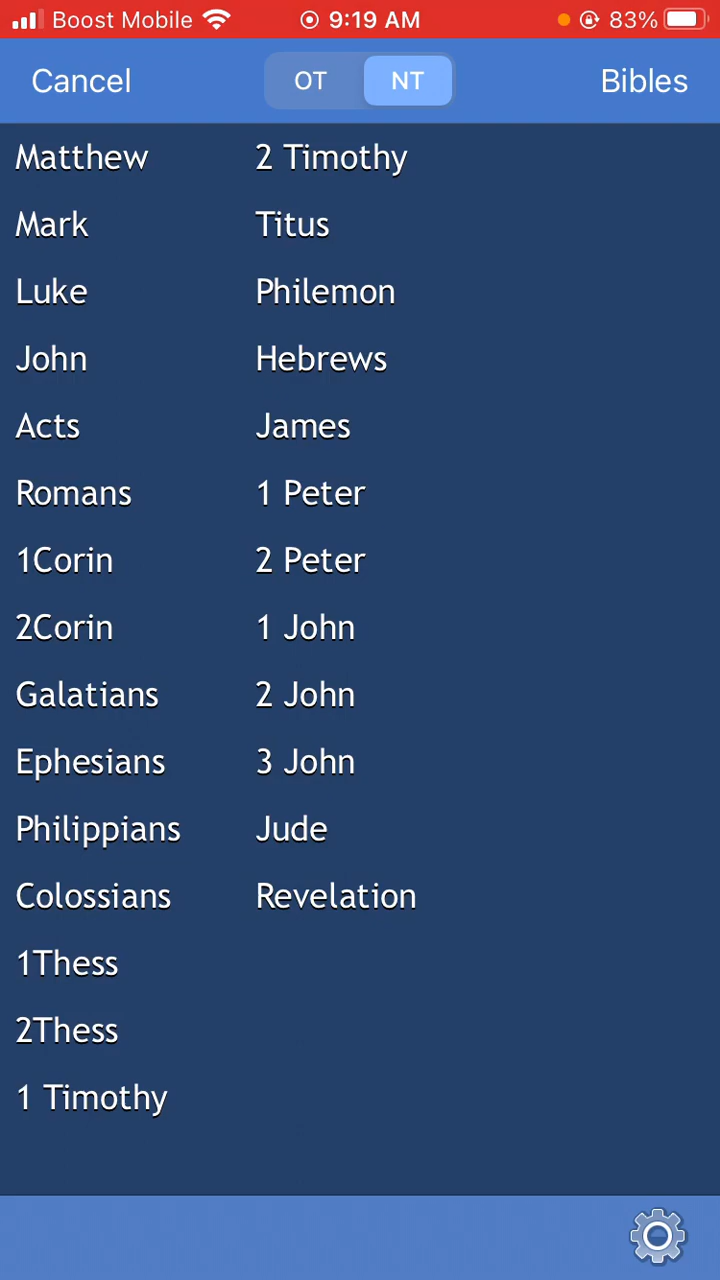 Boost Mobile 9:19 AM 83%
Cancel OT NT Bibles
Matthew
Mark
Luke
John
Acts
Romans
1Corin
2Corin
Galatians
Ephesians
Philippians
Colossians
1Thess
2Thess
1 Timothy
2 Timothy
Titus
Philemon
Hebrews
James
1 Peter
2 Peter
1 John
2 John
3 John
Jude
Revelation